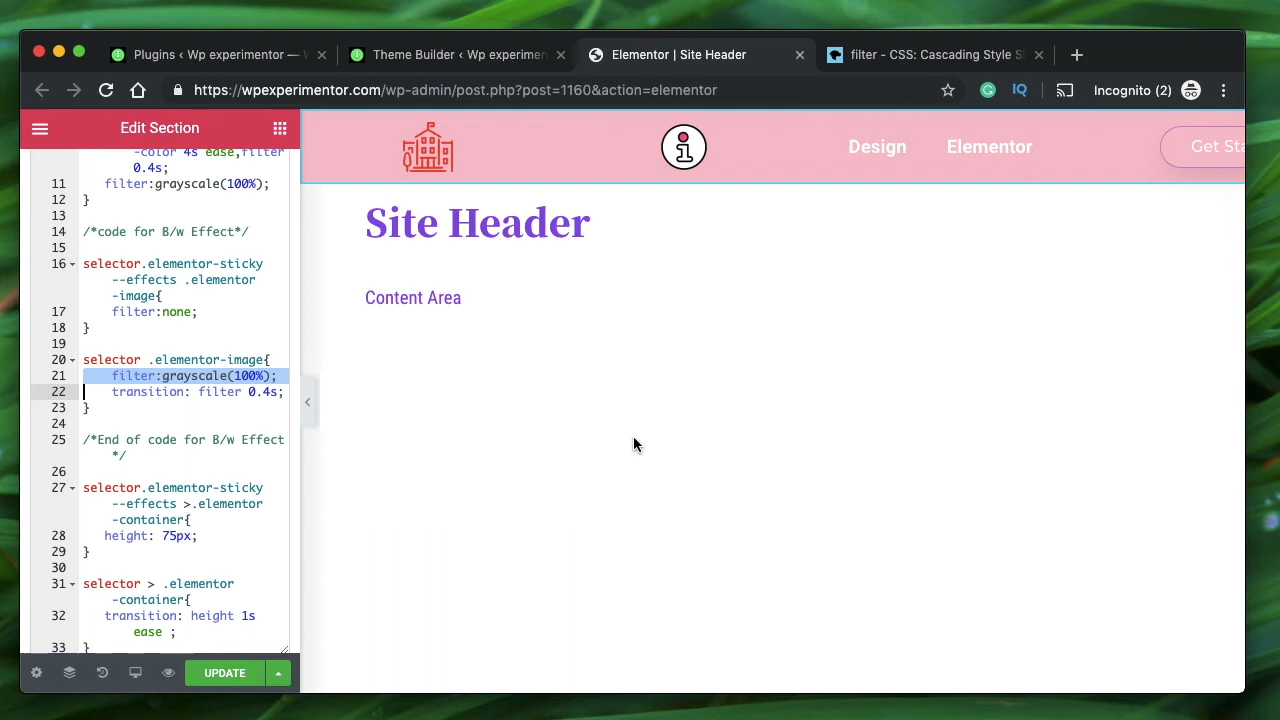 Plugins ‹ Wp experimentor —
Theme Builder ‹ Wp experimen
Elementor | Site Header
filter - CSS: Cascading Style S
https://wpexperimentor.com/wp-admin/post.php?post=1160&action=elementor
IQ
Incognito (2)
Edit Section
-color 4s ease,filter
0.4s;
11 filter:grayscale(100%);
12 }
13
14 /*code for B/w Effect*/
15
16 selector.elementor-sticky
--effects .elementor
-image{
17 filter:none;
18 }
19
20 selector .elementor-image{
21 filter:grayscale(100%);
22 transition: filter 0.4s;
23 }
24
25 /*End of code for B/w Effect
*/
26
27 selector.elementor-sticky
--effects >.elementor
-container{
28 height: 75px;
29 }
30
31 selector > .elementor
-container{
32 transition: height 1s
ease ;
33 }
UPDATE
Design Elementor Get Sta
Site Header
Content Area